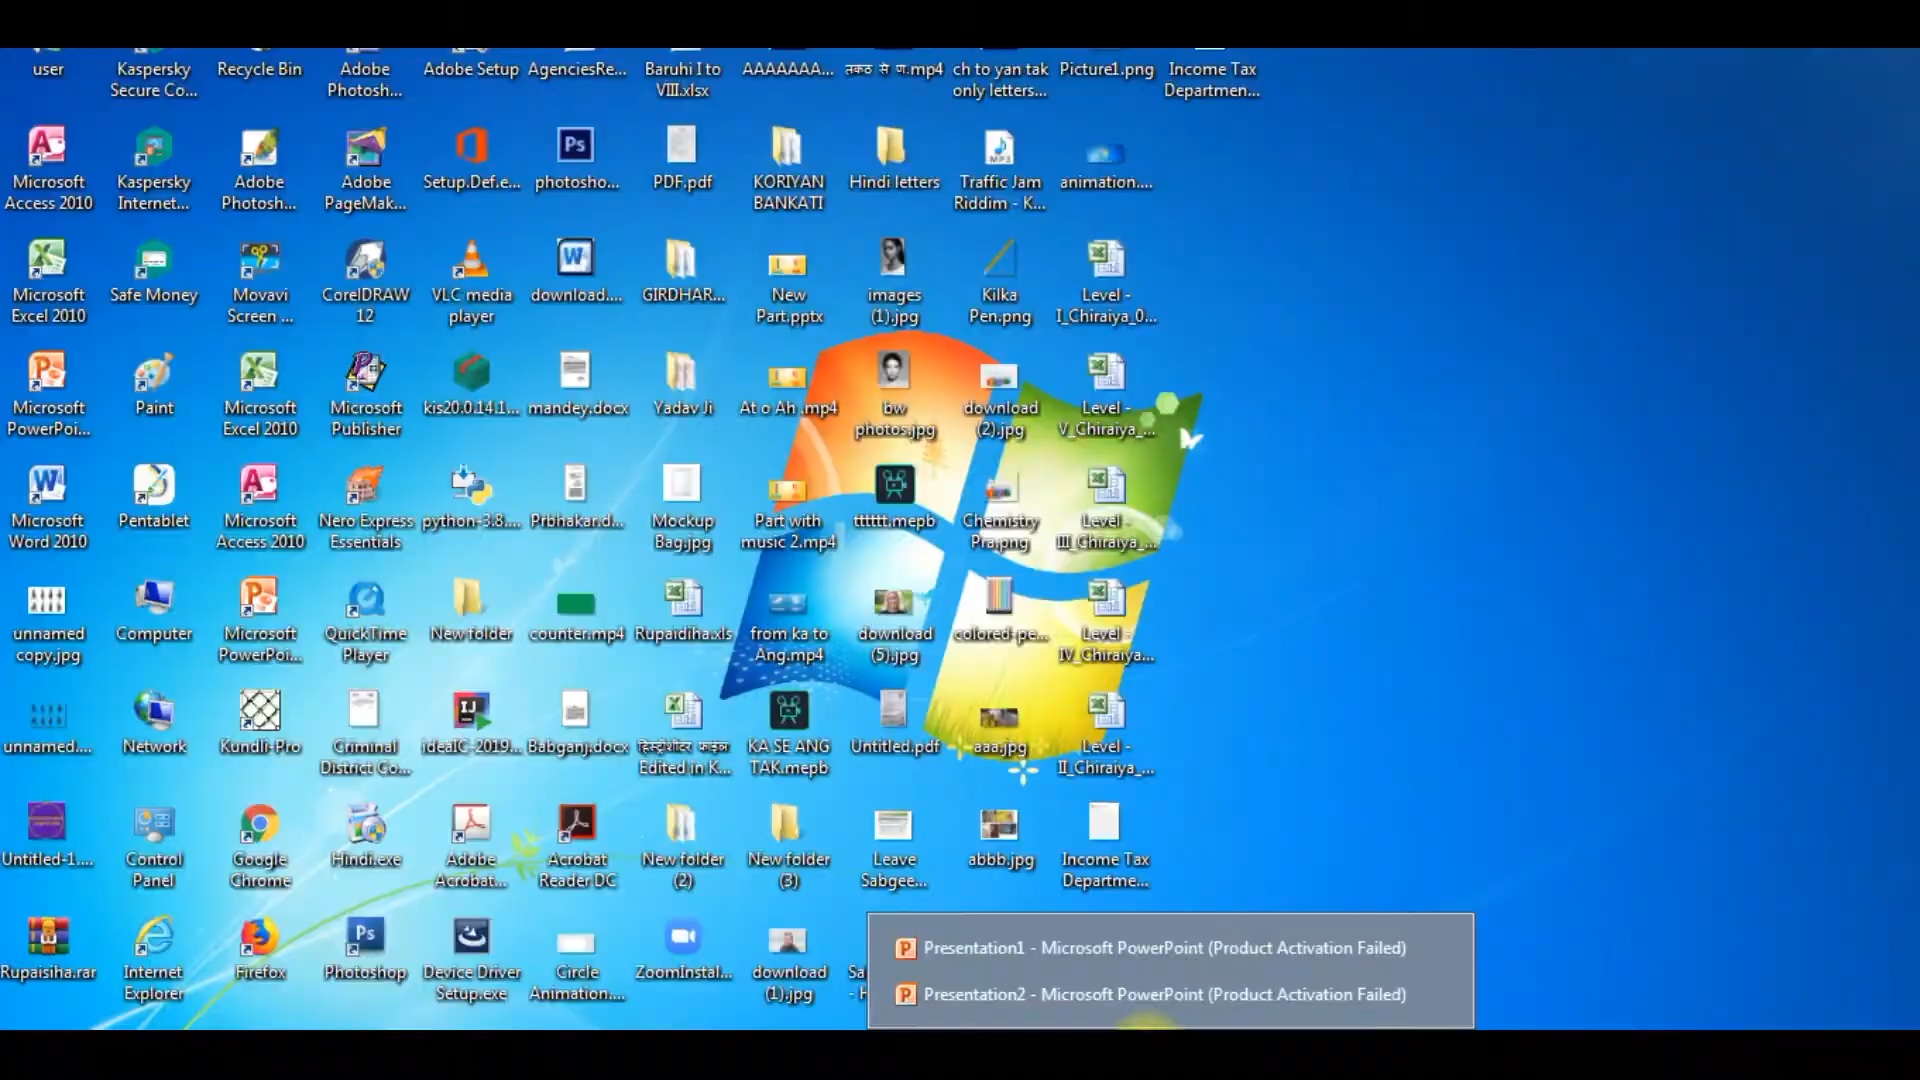 user
Kaspersky
Secure Co...
Recycle Bin
Adobe
Photosh...
Adobe Setup
AgenciesRe...
Baruhi I to
VIII.xlsx
AAAAAAA...
तकठ से ण.mp4
ch to yan tak
only letters...
Picture1.png
Income Tax
Departmen...
Microsoft
Access 2010
Kaspersky
Internet...
Adobe
Photosh...
Adobe
PageMak...
Setup.Def.e...
Ps
photosho...
PDF.pdf
KORIYAN
BANKATI
Hindi letters
MP3
Traffic Jam
Riddim - K...
animation....
Microsoft
Excel 2010
Safe Money
Movavi
Screen ...
CorelDRAW
12
VLC media
player
download....
GIRDHAR...
New
Part.pptx
images
(1).jpg
Kilka
Pen.png
Level -
I_Chiraiya_0...
Microsoft
PowerPoi...
Paint
Microsoft
Excel 2010
Microsoft
Publisher
kis20.0.14.1...
mandey.docx
Yadav Ji
At o Ah .mp4
bw
photos.jpg
download
(2).jpg
Level -
V_Chiraiya_...
Microsoft
Word 2010
Pentablet
Microsoft
Access 2010
Nero Express
Essentials
python-3.8....
Prbhakar.d...
Mockup
Bag.jpg
Part with
music 2.mp4
tttttt.mepb
Chemistry
Pra.png
Level -
III_Chiraiya_...
unnamed
copy.jpg
Computer
Microsoft
PowerPoi...
QuickTime
Player
New folder
counter.mp4
Rupaidiha.xls
from ka to
Ang.mp4
download
(5).jpg
colored-pe...
Level -
IV_Chiraiya...
unnamed....
Network
Kundli-Pro
Criminal
District Co...
IJ
ideaIC-2019...
Babganj.docx
हिस्ट्रीशीटर फाइल
Edited in K...
KA SE ANG
TAK.mepb
Untitled.pdf
aaa.jpg
Level -
II_Chiraiya_...
Untitled-1....
Control
Panel
Google
Chrome
Hindi.exe
Adobe
Acrobat...
Acrobat
Reader DC
New folder
(2)
New folder
(3)
Leave
Sabgee...
abbb.jpg
Income Tax
Departme...
Rupaisiha.rar
Internet
Explorer
Firefox
Ps
Photoshop
Device Driver
Setup.exe
Circle
Animation....
ZoomInstal...
download
(1).jpg
Sa
- H
Presentation1 - Microsoft PowerPoint (Product Activation Failed)
Presentation2 - Microsoft PowerPoint (Product Activation Failed)